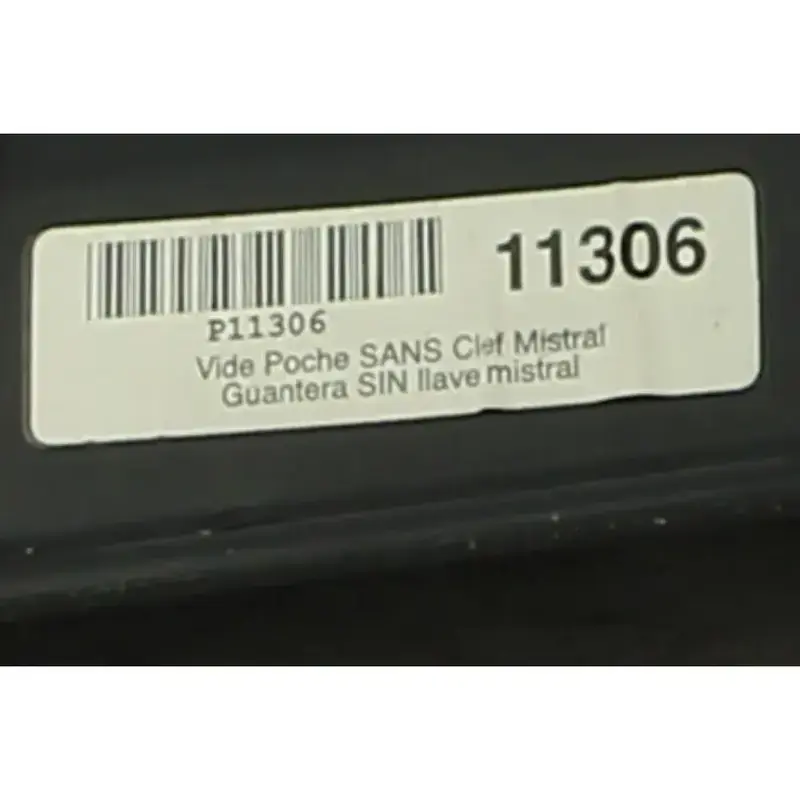 11306
P11306
Vide Poche SANS Clef Mistral
Guantera SIN llave mistral